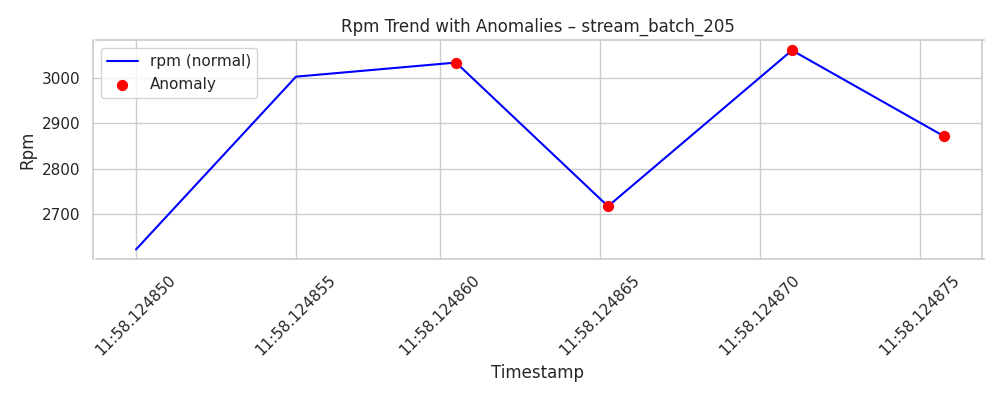 Rpm Trend with Anomalies – stream_batch_205
rpm (normal)
Anomaly
Rpm
3000
2900
2800
2700
11:58.124850
11:58.124855
11:58.124860
11:58.124865
11:58.124870
11:58.124875
Timestamp